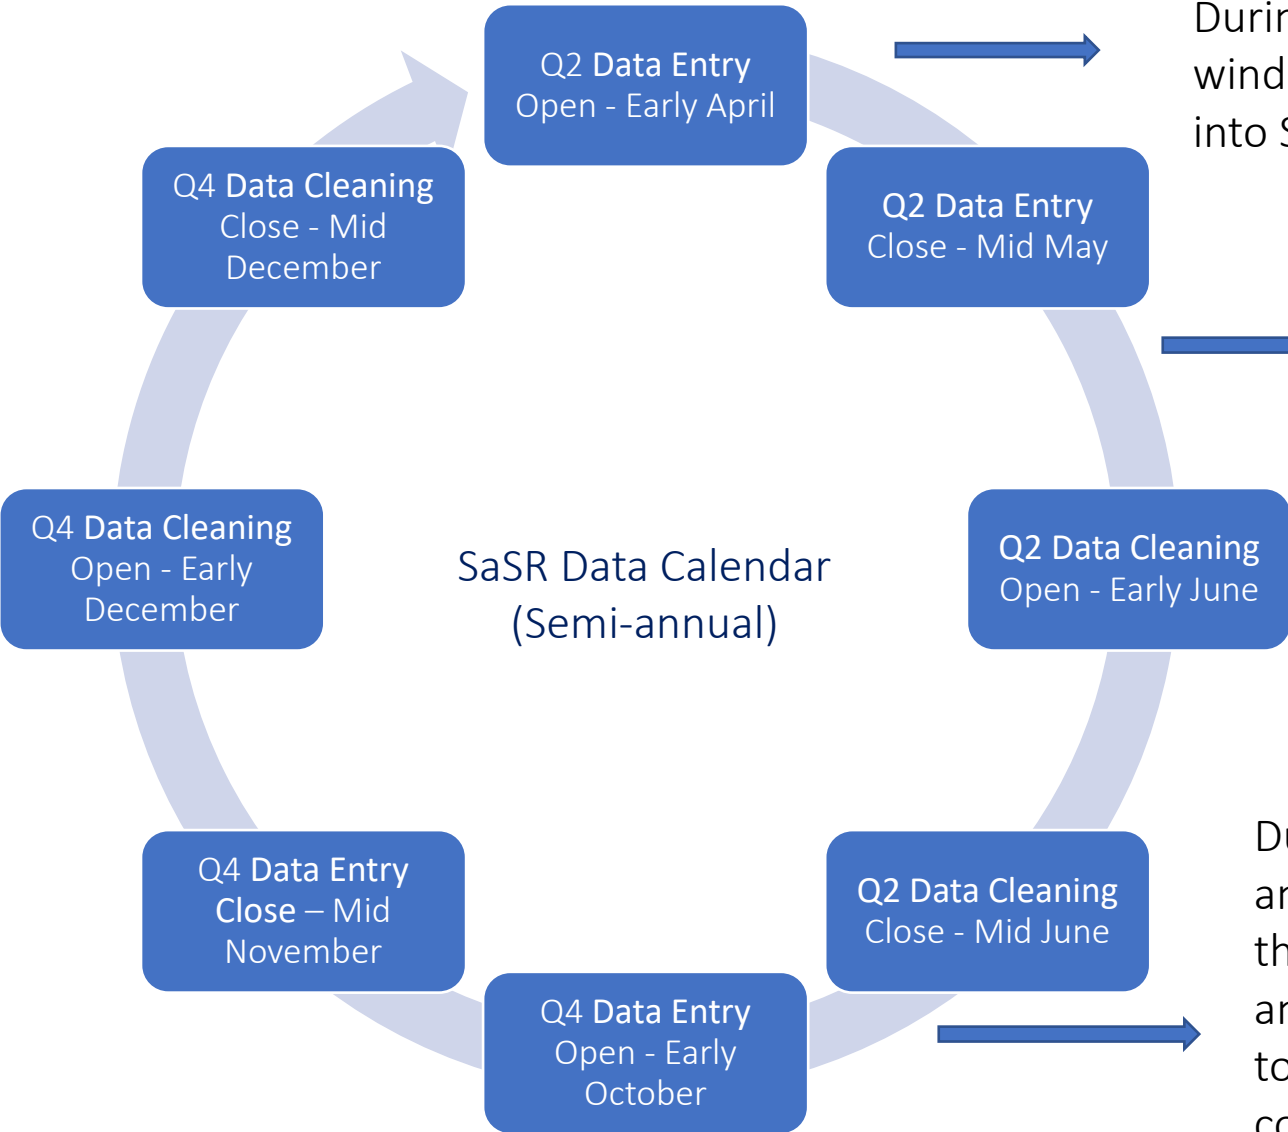 Q2 Data Entry
Open - Early April
Q2 Data Entry
Close - Mid May
Q2 Data Cleaning
Open - Early June
Q2 Data Cleaning
Close - Mid June
Q4 Data Entry
Open - Early
October
Q4 Data Entry
Close – Mid
November
Q4 Data Cleaning
Open - Early
December
Q4 Data Cleaning
Close - Mid
December
SaSR Data Calendar
(Semi-annual)
into